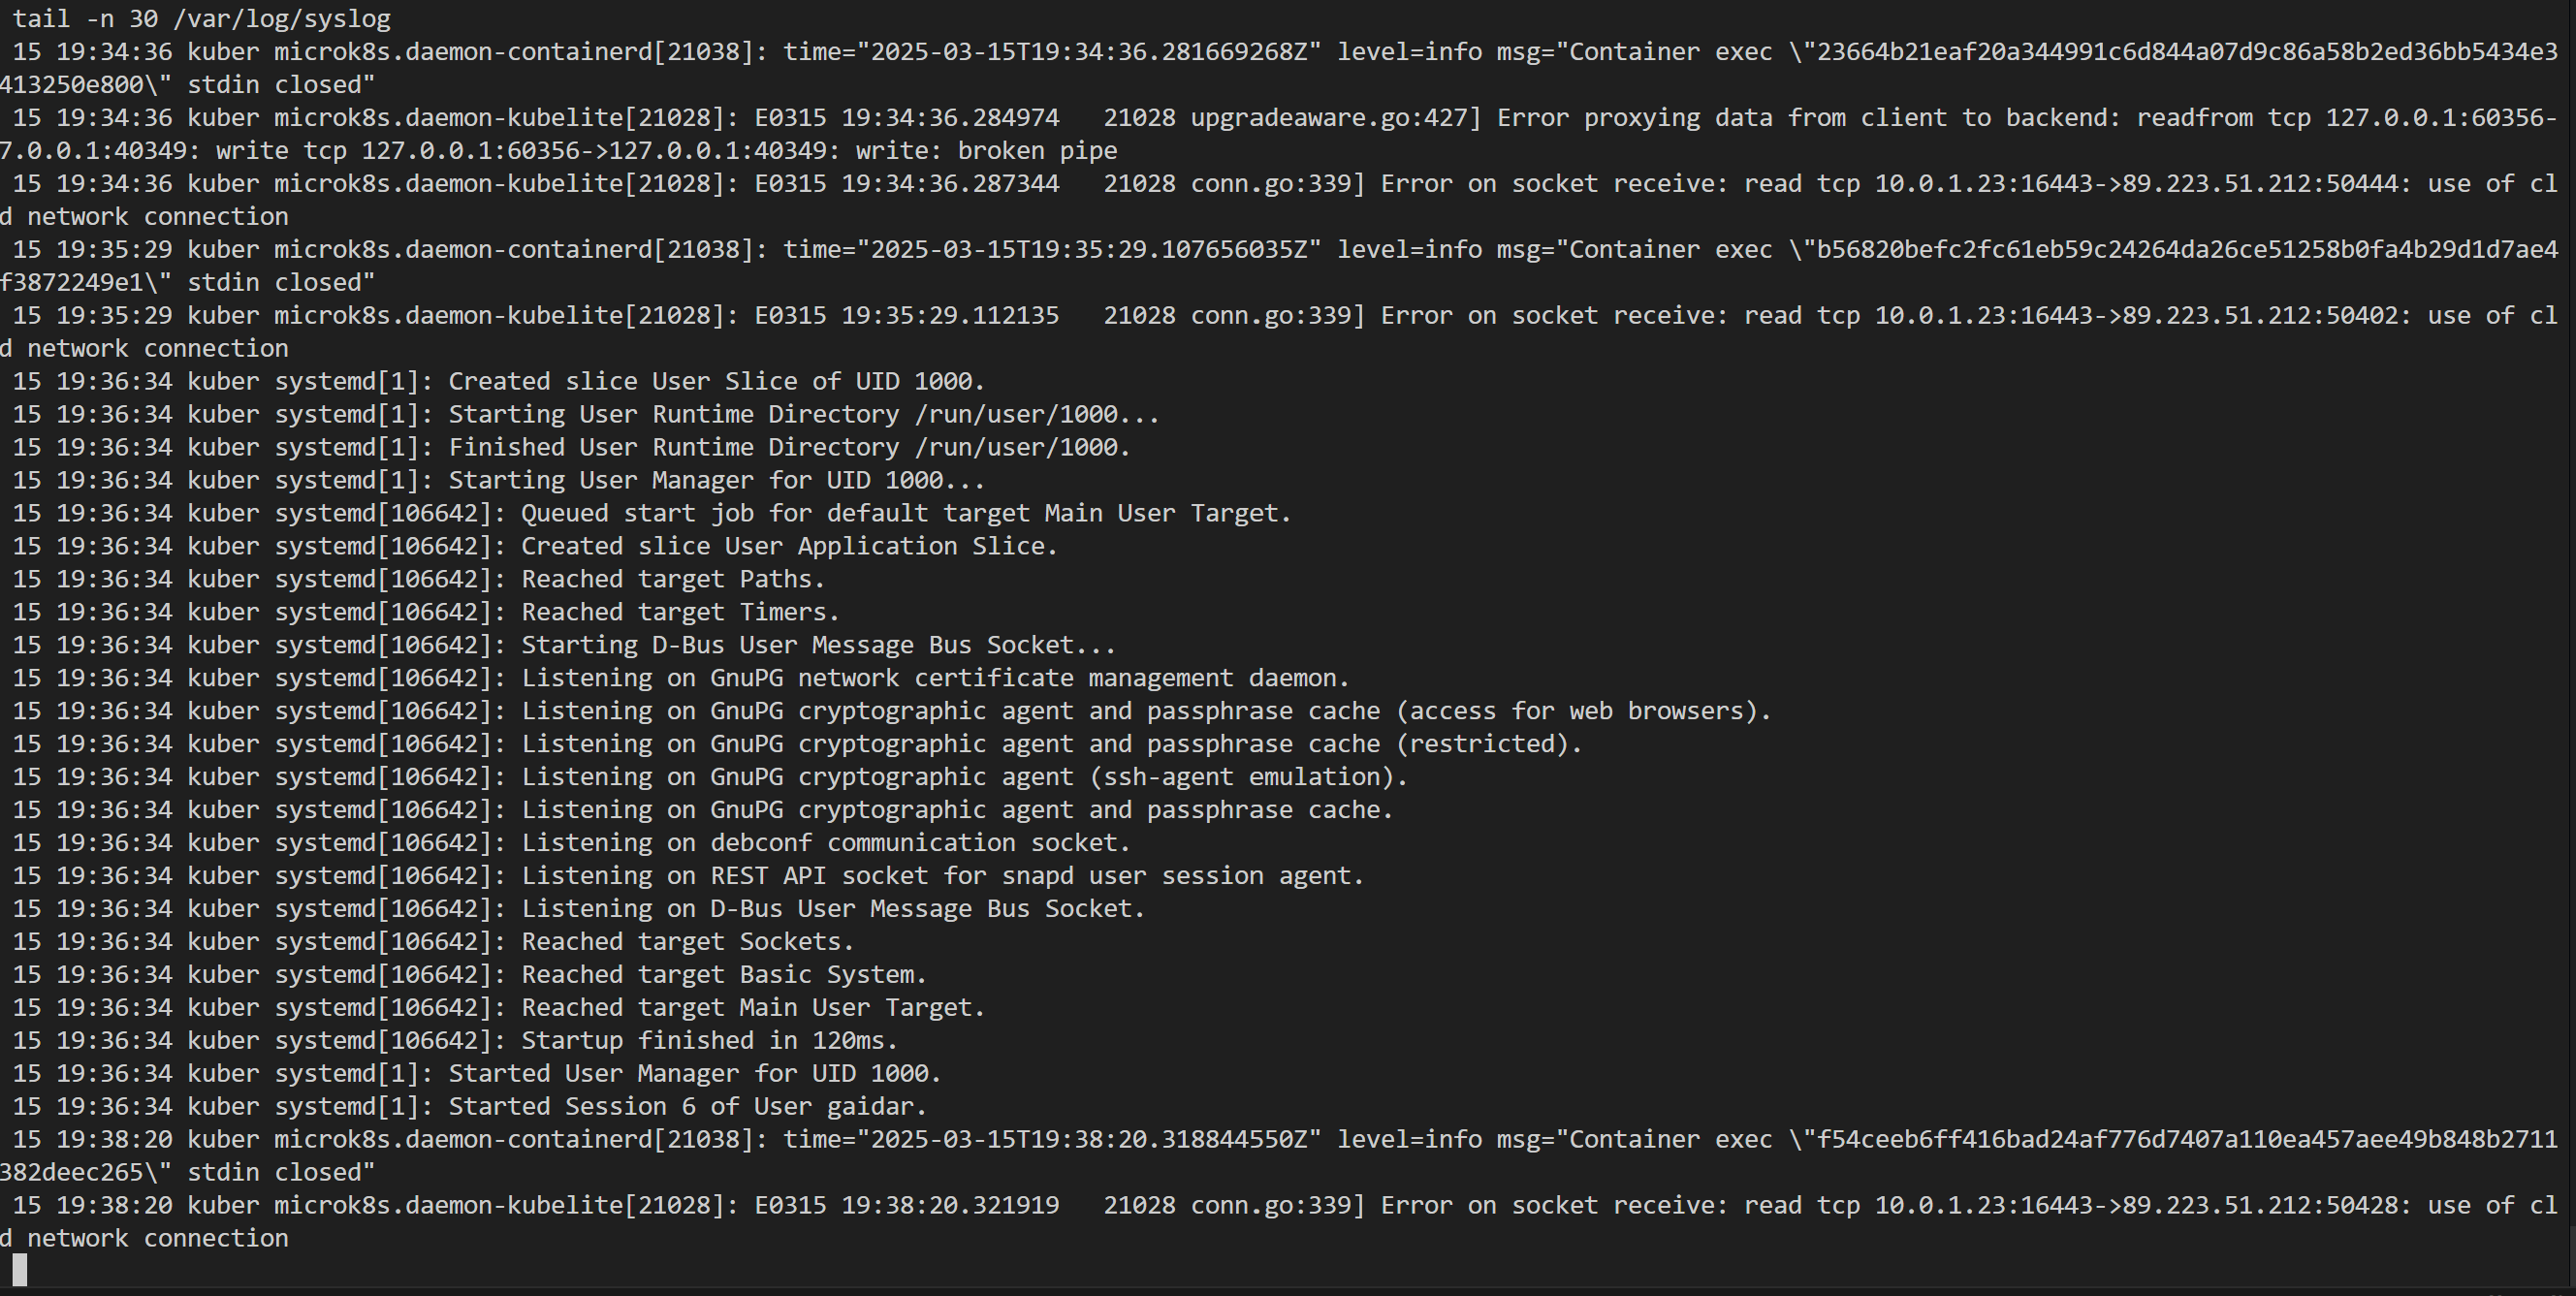 tail -n 30 /var/log/syslog
15 19:34:36 kuber microk8s.daemon-containerd[21038]: time="2025-03-15T19:34:36.281669268Z" level=info msg="Container exec \"23664b21eaf20a344991c6d844a07d9c86a58b2ed36bb5434e3
413250e800\" stdin closed"
15 19:34:36 kuber microk8s.daemon-kubelite[21028]: E0315 19:34:36.284974   21028 upgradeaware.go:427] Error proxying data from client to backend: readfrom tcp 127.0.0.1:60356-
7.0.0.1:40349: write tcp 127.0.0.1:60356->127.0.0.1:40349: write: broken pipe
15 19:34:36 kuber microk8s.daemon-kubelite[21028]: E0315 19:34:36.287344   21028 conn.go:339] Error on socket receive: read tcp 10.0.1.23:16443->89.223.51.212:50444: use of cl
d network connection
15 19:35:29 kuber microk8s.daemon-containerd[21038]: time="2025-03-15T19:35:29.107656035Z" level=info msg="Container exec \"b56820befc2fc61eb59c24264da26ce51258b0fa4b29d1d7ae4
f3872249e1\" stdin closed"
15 19:35:29 kuber microk8s.daemon-kubelite[21028]: E0315 19:35:29.112135   21028 conn.go:339] Error on socket receive: read tcp 10.0.1.23:16443->89.223.51.212:50402: use of cl
d network connection
15 19:36:34 kuber systemd[1]: Created slice User Slice of UID 1000.
15 19:36:34 kuber systemd[1]: Starting User Runtime Directory /run/user/1000...
15 19:36:34 kuber systemd[1]: Finished User Runtime Directory /run/user/1000.
15 19:36:34 kuber systemd[1]: Starting User Manager for UID 1000...
15 19:36:34 kuber systemd[106642]: Queued start job for default target Main User Target.
15 19:36:34 kuber systemd[106642]: Created slice User Application Slice.
15 19:36:34 kuber systemd[106642]: Reached target Paths.
15 19:36:34 kuber systemd[106642]: Reached target Timers.
15 19:36:34 kuber systemd[106642]: Starting D-Bus User Message Bus Socket...
15 19:36:34 kuber systemd[106642]: Listening on GnuPG network certificate management daemon.
15 19:36:34 kuber systemd[106642]: Listening on GnuPG cryptographic agent and passphrase cache (access for web browsers).
15 19:36:34 kuber systemd[106642]: Listening on GnuPG cryptographic agent and passphrase cache (restricted).
15 19:36:34 kuber systemd[106642]: Listening on GnuPG cryptographic agent (ssh-agent emulation).
15 19:36:34 kuber systemd[106642]: Listening on GnuPG cryptographic agent and passphrase cache.
15 19:36:34 kuber systemd[106642]: Listening on debconf communication socket.
15 19:36:34 kuber systemd[106642]: Listening on REST API socket for snapd user session agent.
15 19:36:34 kuber systemd[106642]: Listening on D-Bus User Message Bus Socket.
15 19:36:34 kuber systemd[106642]: Reached target Sockets.
15 19:36:34 kuber systemd[106642]: Reached target Basic System.
15 19:36:34 kuber systemd[106642]: Reached target Main User Target.
15 19:36:34 kuber systemd[106642]: Startup finished in 120ms.
15 19:36:34 kuber systemd[1]: Started User Manager for UID 1000.
15 19:36:34 kuber systemd[1]: Started Session 6 of User gaidar.
15 19:38:20 kuber microk8s.daemon-containerd[21038]: time="2025-03-15T19:38:20.318844550Z" level=info msg="Container exec \"f54ceeb6ff416bad24af776d7407a110ea457aee49b848b2711
382deec265\" stdin closed"
15 19:38:20 kuber microk8s.daemon-kubelite[21028]: E0315 19:38:20.321919   21028 conn.go:339] Error on socket receive: read tcp 10.0.1.23:16443->89.223.51.212:50428: use of cl
d network connection